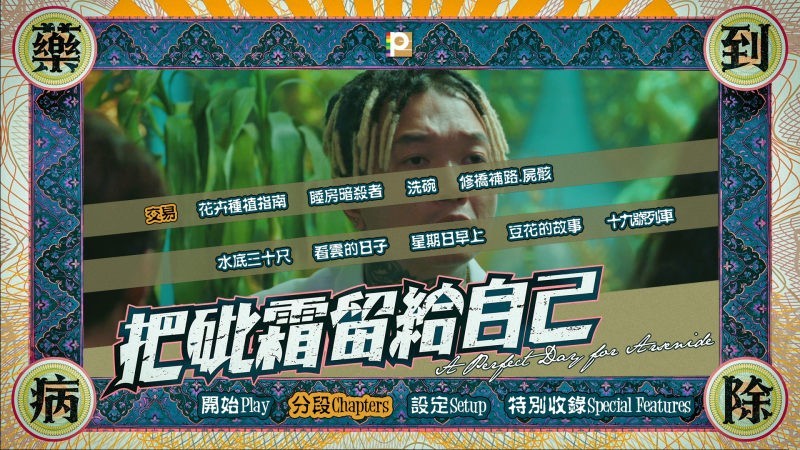 藥
到
P
交易 花卉種植指南 睡房暗殺者 洗碗 修橋補路.屍骸
水底三十尺 看雲的日子 星期日早上 豆花的故事 十九號列車
把砒霜留給自己
A Perfect Day for Arsenide
開始Play 分段Chapters 設定Setup 特別收錄Special Features
病
除